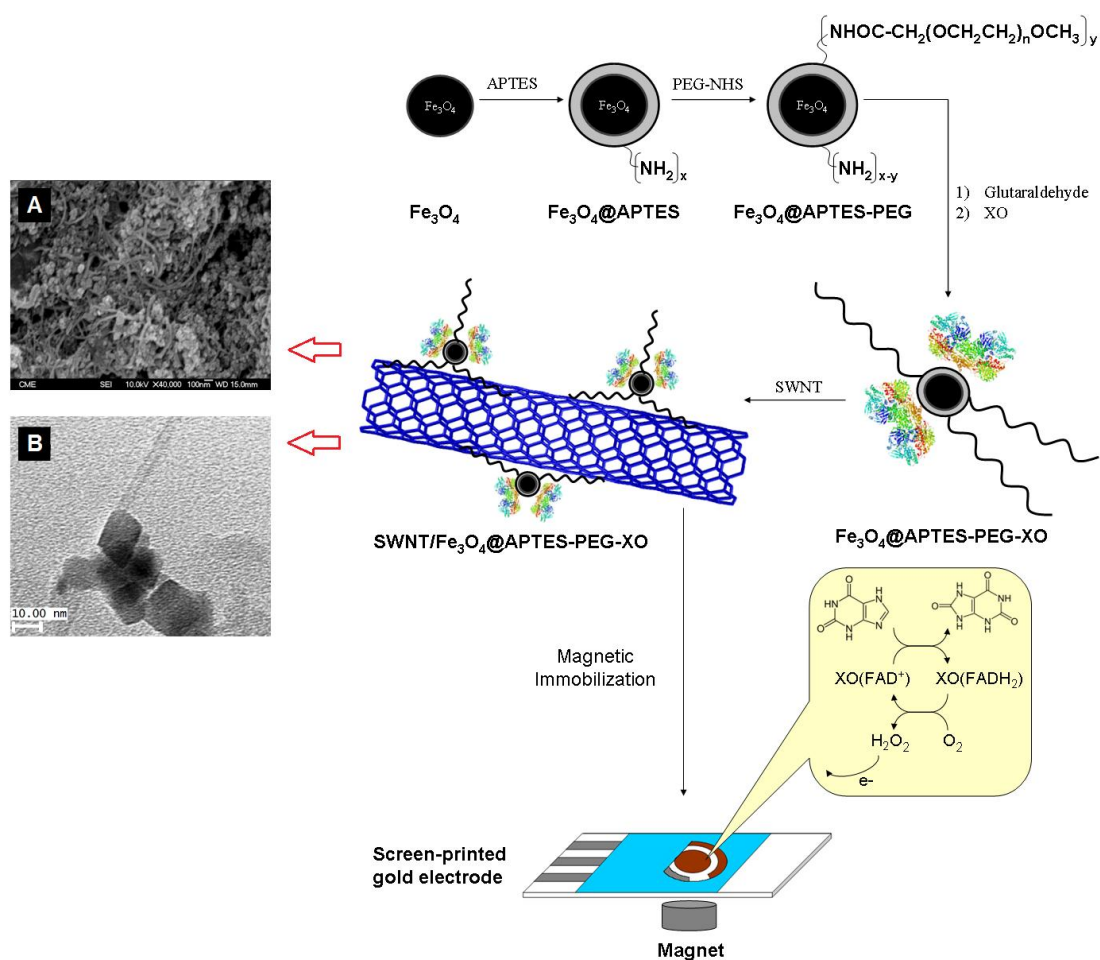 {NHOC-CH₂(OCH₂CH₂)ₙOCH3}y
APTES
PEG-NHS
Fe₃O₄
Fe₃O₄
Fe₃O₄
{NH₂}x
{NH₂}x-y
Fe₃O₄
Fe₃O₄@APTES
Fe₃O₄@APTES-PEG
1) Glutaraldehyde
2) XO
A
CME SEI 10.0kV X40,000 100nm WD 15.0mm
SWNT
B
10.00 nm
SWNT/Fe₃O₄@APTES-PEG-XO
Fe₃O₄@APTES-PEG-XO
O
HN
O
N
H
H
N
N
O
H
N
N
H
O
NH
N
H
O
Magnetic
Immobilization
XO(FAD⁺)
XO(FADH₂)
H₂O₂
O₂
e-
Screen-printed
gold electrode
Magnet